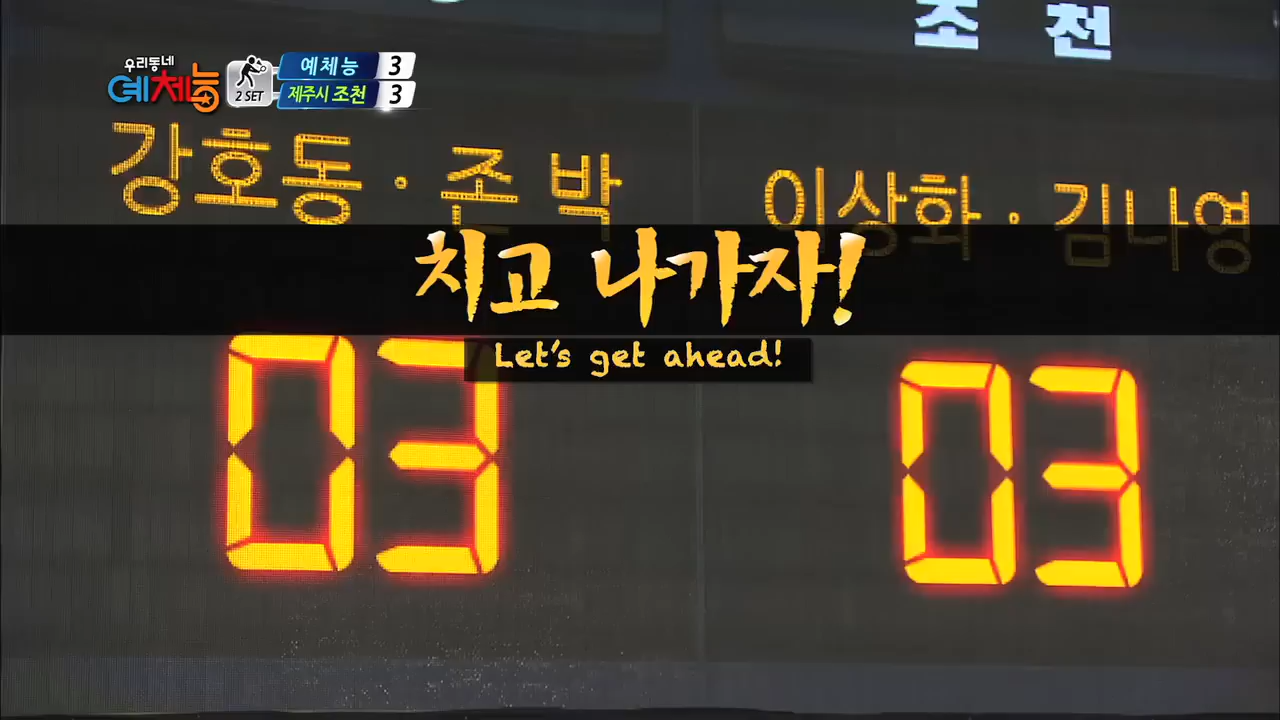 조 천
우리동네
예체능
2 SET
예체능 3
제주시 조천 3
강호동·존 박
이상화·김나영
치고 나가자!
Let's get ahead!
03
03